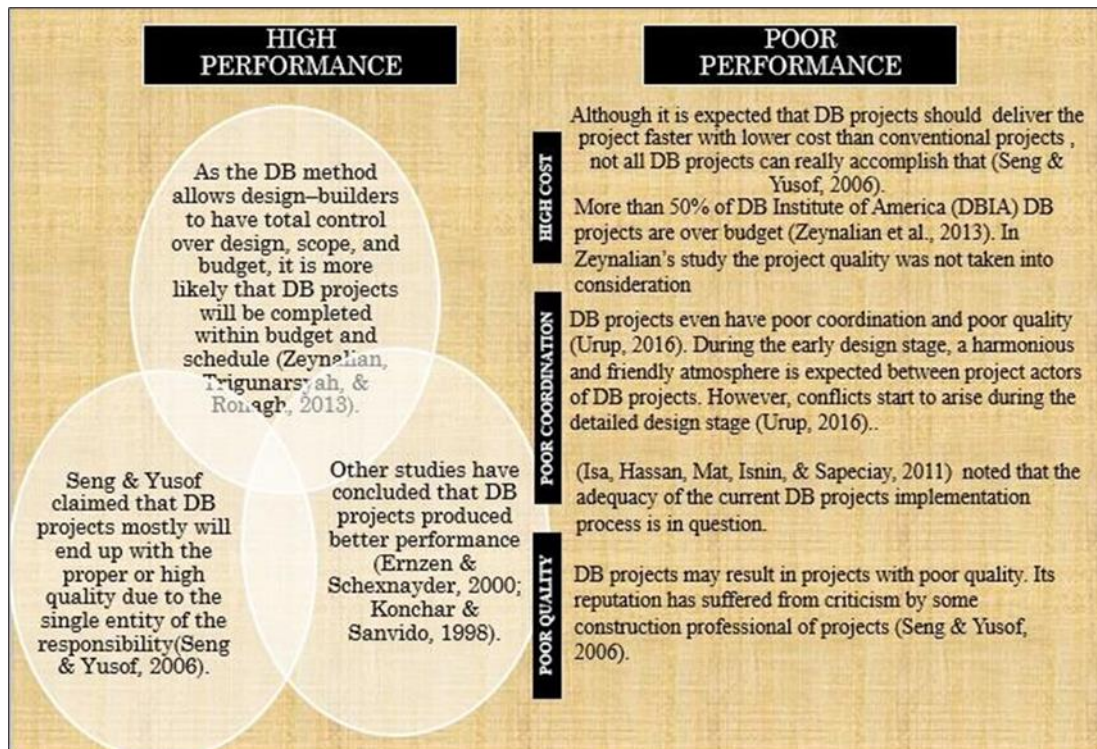 HIGH
PERFORMANCE
As the DB method
allows design–builders
to have total control
over design, scope, and
budget, it is more
likely that DB projects
will be completed
within budget and
schedule (Zeynalian,
Trigunarsyah, &
Ronagh, 2013).
Seng & Yusof
claimed that DB
projects mostly will
end up with the
proper or high
quality due to the
single entity of the
responsibility(Seng
& Yusof, 2006).
Other studies have
concluded that DB
projects produced
better performance
(Ernzen &
Schexnayder, 2000;
Konchar &
Sanvido, 1998).
POOR
PERFORMANCE
HIGH COST
Although it is expected that DB projects should deliver the
project faster with lower cost than conventional projects ,
not all DB projects can really accomplish that (Seng &
Yusof, 2006).
More than 50% of DB Institute of America (DBIA) DB
projects are over budget (Zeynalian et al., 2013). In
Zeynalian's study the project quality was not taken into
consideration
POOR COORDINATION
DB projects even have poor coordination and poor quality
(Urup, 2016). During the early design stage, a harmonious
and friendly atmosphere is expected between project actors
of DB projects. However, conflicts start to arise during the
detailed design stage (Urup, 2016)..
(Isa, Hassan, Mat, Isnin, & Sapeciay, 2011) noted that the
adequacy of the current DB projects implementation
process is in question.
POOR QUALITY
DB projects may result in projects with poor quality. Its
reputation has suffered from criticism by some
construction professional of projects (Seng & Yusof,
2006).